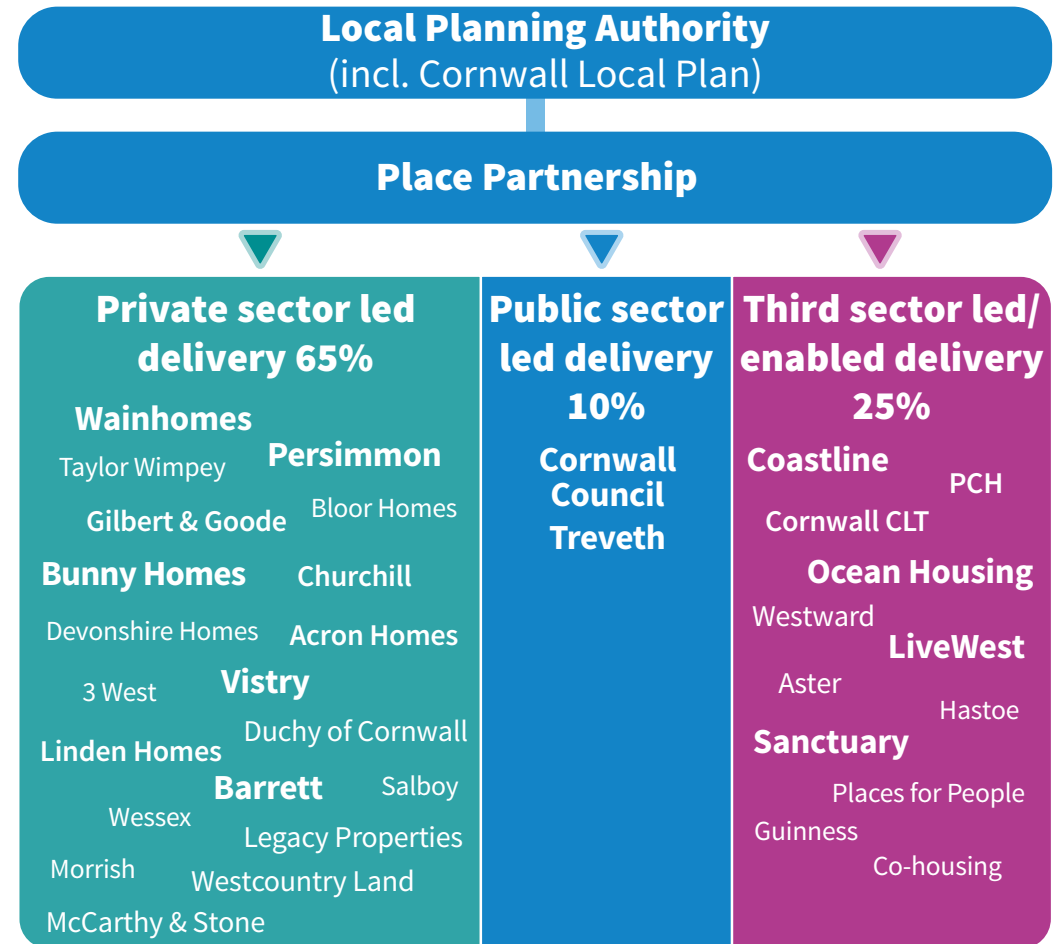 Local Planning Authority
(incl. Cornwall Local Plan)
Place Partnership
Private sector led
delivery 65%
Wainhomes
Persimmon
Taylor Wimpey
Bloor Homes
Gilbert & Goode
Bunny Homes
Churchill
Devonshire Homes
Acron Homes
Vistry
3 West
Duchy of Cornwall
Linden Homes
Barrett
Salboy
Wessex
Legacy Properties
Morrish
Westcountry Land
McCarthy & Stone
Public sector
led delivery
10%
Cornwall
Council
Treveth
Third sector led/
enabled delivery
25%
Coastline
PCH
Cornwall CLT
Ocean Housing
Westward
LiveWest
Aster
Hastoe
Sanctuary
Places for People
Guinness
Co-housing